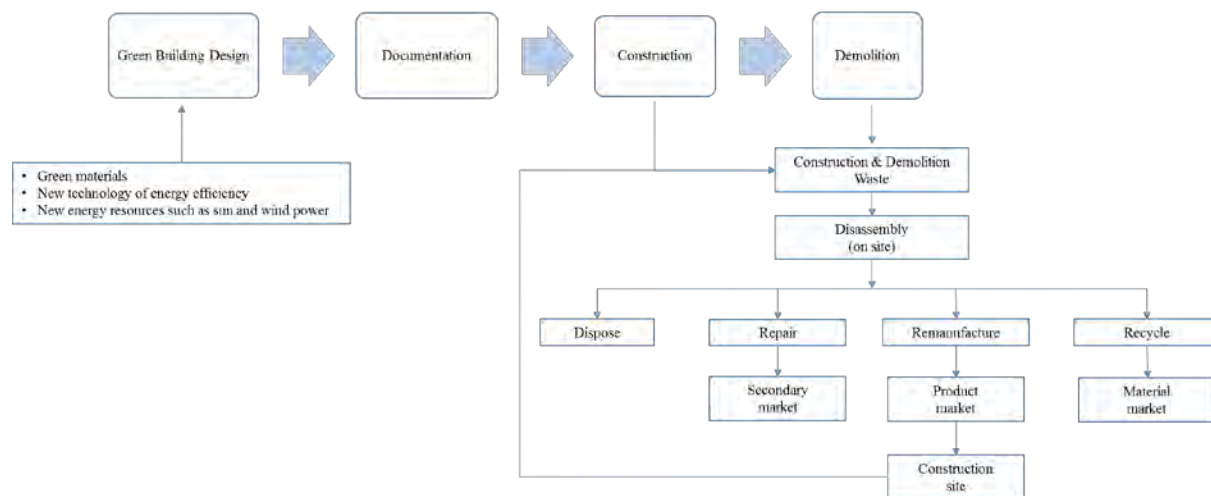 Green Building Design
Documentation
Construction
Demolition
• Green materials
• New technology of energy efficiency
• New energy resources such as sun and wind power
Construction & Demolition
Waste
Disassembly
(on site)
Dispose
Repair
Remanufacture
Recycle
Secondary
market
Product
market
Material
market
Construction
site